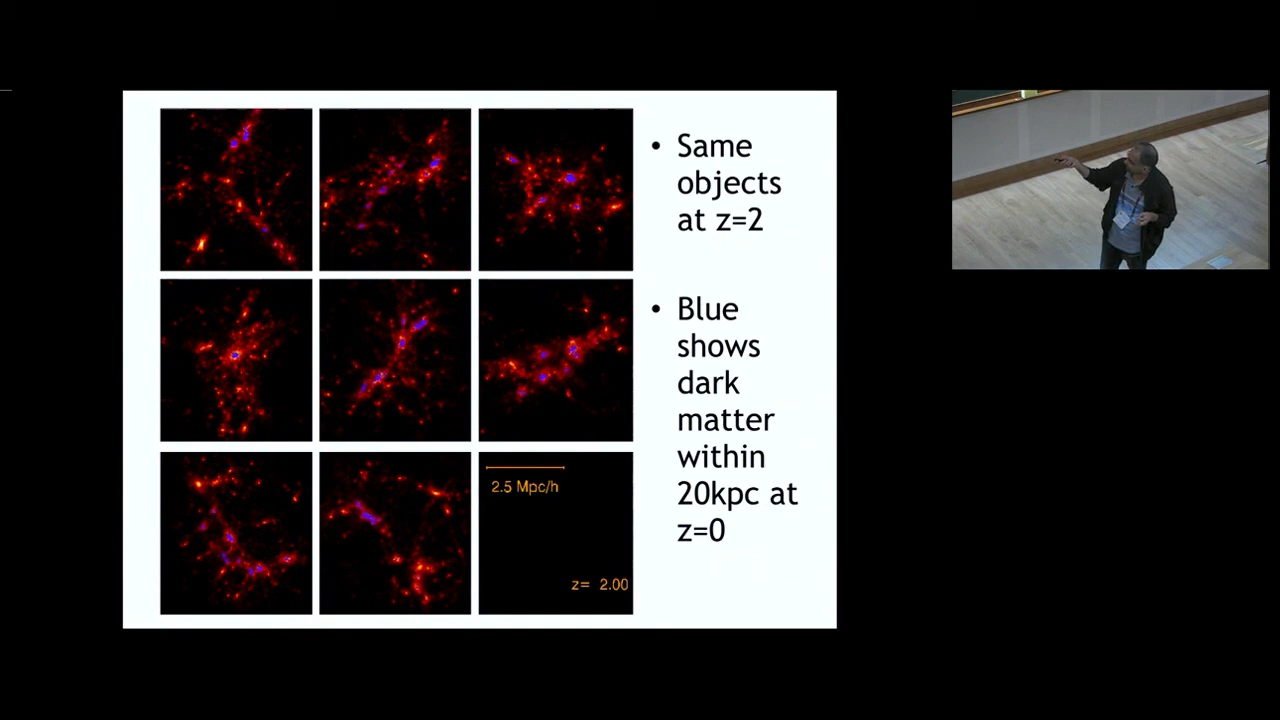 • Same
objects
at z=2
• Blue
shows
dark
matter
within
20kpc at
z=0
2.5 Mpc/h
z= 2.00